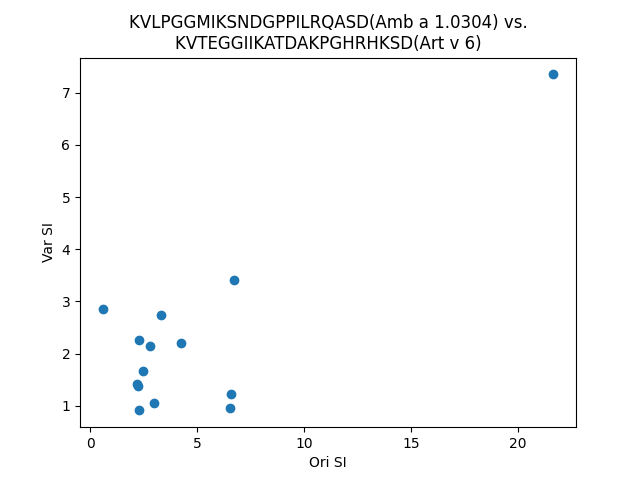 KVLPGGMIKSNDGPPILRQASD(Amb a 1.0304) vs.
KVTEGGIIKATDAKPGHRHKSD(Art v 6)
7
6
5
4
3
2
1
Var SI
0 5 10 15 20
Ori SI